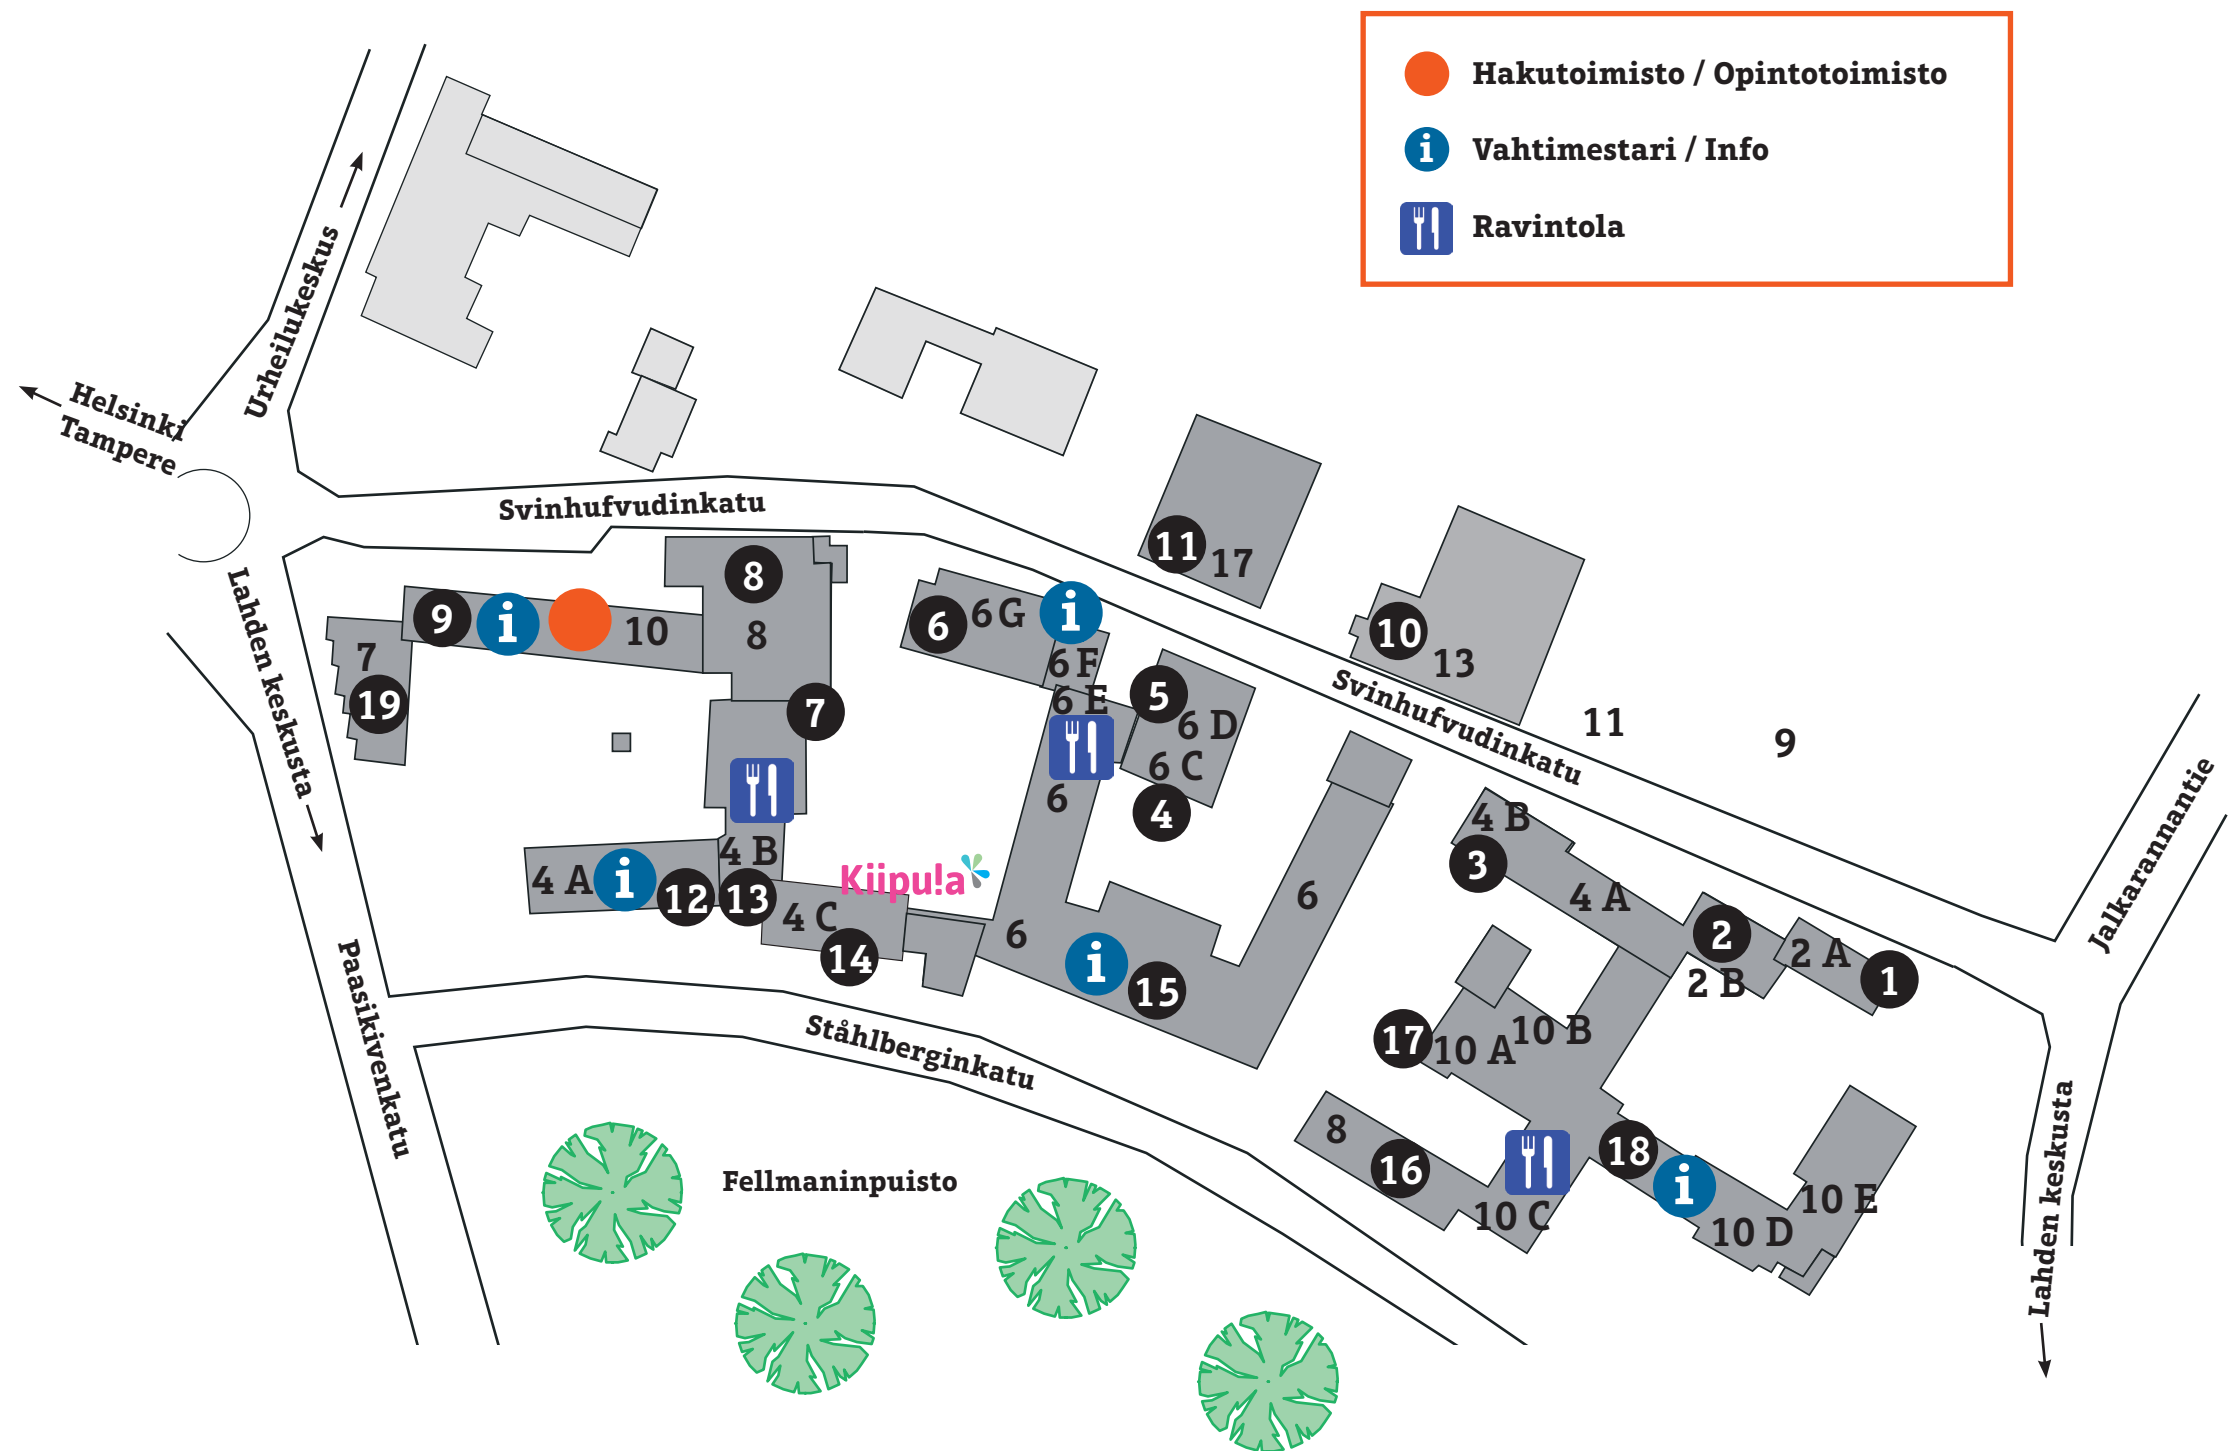 Hakutoimisto / Opintotoimisto
i Vahtimestari / Info
Ravintola
Urheilukeskus
Helsinki
Tampere
Svinhufvudinkatu
11 17
8
9 i 10 8
6 6 G i
10 13
7
19
6 F
6 E
5
6 D
6 C
7
Svinhufvudinkatu
11
9
Lahden keskusta
6
4
4 B
3
Jalkarannantie
4 A i 12
4 B
13
Kiipula
4 C
14
6
6
4 A
2
2 B
2 A
1
i 15
17 10 A
10 B
Paasikivenkatu
Ståhlberginkatu
8
16
18
i
10 C
10 D
10 E
Fellmaninpuisto
Lahden keskusta